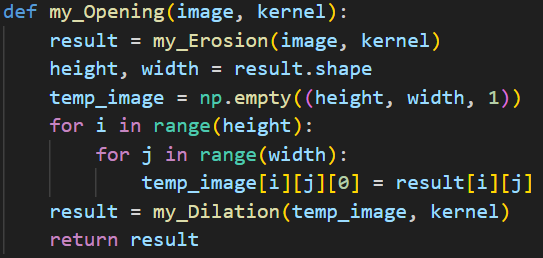 def my_Opening(image, kernel):
    result = my_Erosion(image, kernel)
    height, width = result.shape
    temp_image = np.empty((height, width, 1))
    for i in range(height):
        for j in range(width):
            temp_image[i][j][0] = result[i][j]
    result = my_Dilation(temp_image, kernel)
    return result